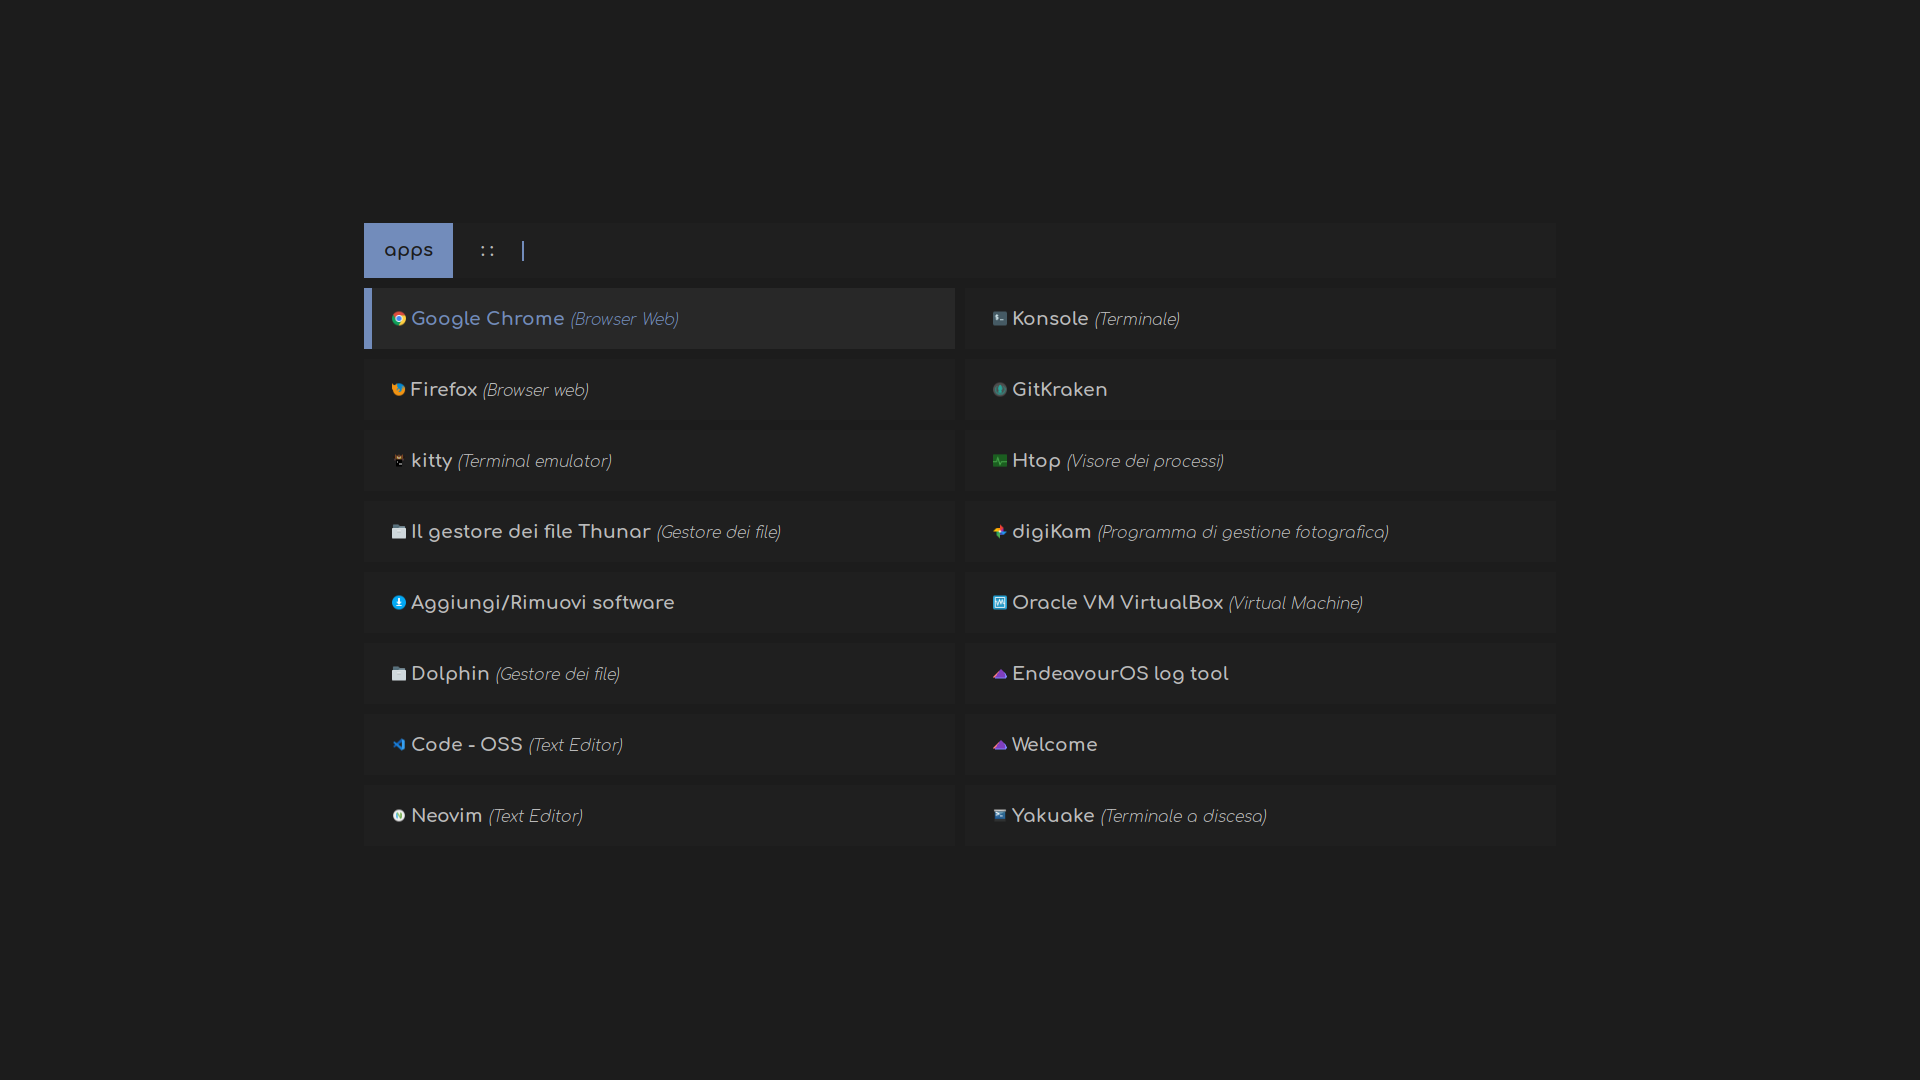 apps ::
Google Chrome (Browser Web)
Firefox (Browser web)
kitty (Terminal emulator)
Il gestore dei file Thunar (Gestore dei file)
Aggiungi/Rimuovi software
Dolphin (Gestore dei file)
Code - OSS (Text Editor)
Neovim (Text Editor)
Konsole (Terminale)
GitKraken
Htop (Visore dei processi)
digiKam (Programma di gestione fotografica)
Oracle VM VirtualBox (Virtual Machine)
EndeavourOS log tool
Welcome
Yakuake (Terminale a discesa)